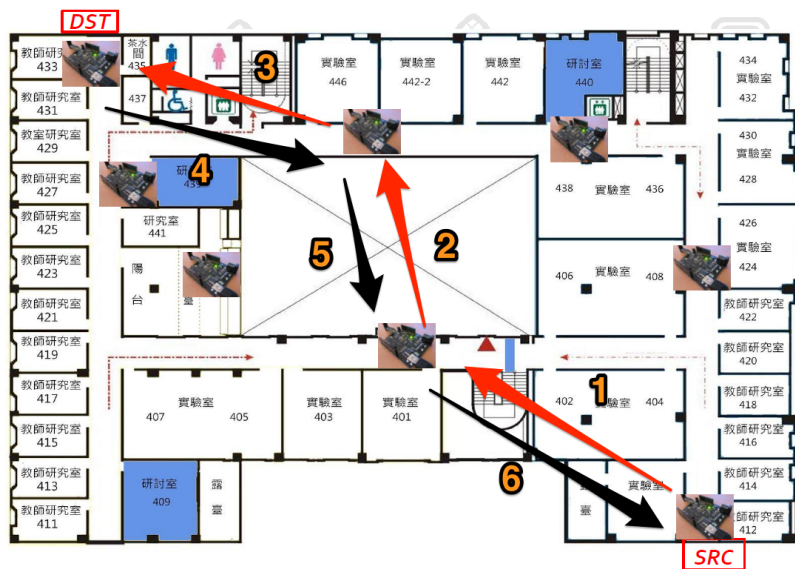 DST
茶水
間
435
教師研究
433
437
教師研究室
431
教室研究室
429
教師研究室
427
教師研究室
425
教師研究室
423
教師研究室
421
教師研究室
419
教師研究室
417
教師研究室
415
教師研究室
413
教師研究室
411
3
實驗室
446
實驗室
442-2
實驗室
442
研討室
440
434
實驗室
432
430
實驗室
428
426
實驗室
424
教師研究室
422
教師研究室
420
教師研究室
418
教師研究室
416
教師研究室
414
教師研究室
412
4
研究室
441
陽
台
5
2
438
實驗室
436
406
實驗室
408
1
402
實驗室
404
407
實驗室
405
實驗室
403
實驗室
401
6
研討室
409
露
臺
臺
實驗室
SRC